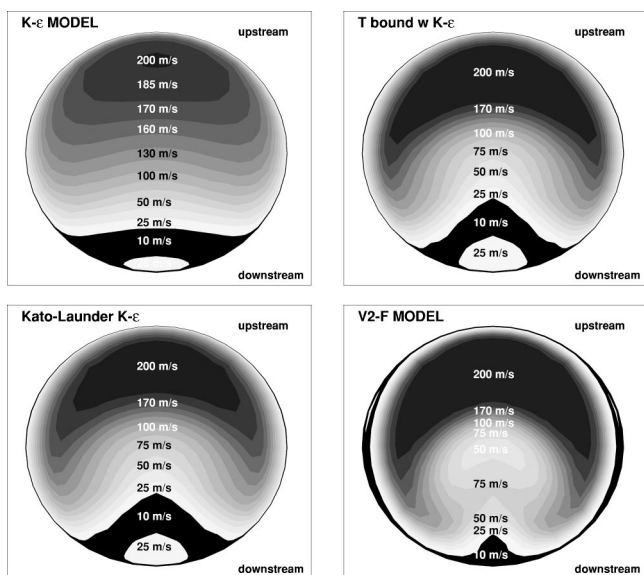 K-ε MODEL
upstream
200 m/s
185 m/s
170 m/s
160 m/s
130 m/s
100 m/s
50 m/s
25 m/s
10 m/s
downstream
T bound w K-ε
upstream
200 m/s
170 m/s
100 m/s
75 m/s
50 m/s
25 m/s
10 m/s
25 m/s
downstream
Kato-Launder K-ε
upstream
200 m/s
170 m/s
100 m/s
75 m/s
50 m/s
25 m/s
10 m/s
25 m/s
downstream
V2-F MODEL
upstream
200 m/s
170 m/s
100 m/s
75 m/s
50 m/s
75 m/s
50 m/s
25 m/s
10 m/s
downstream